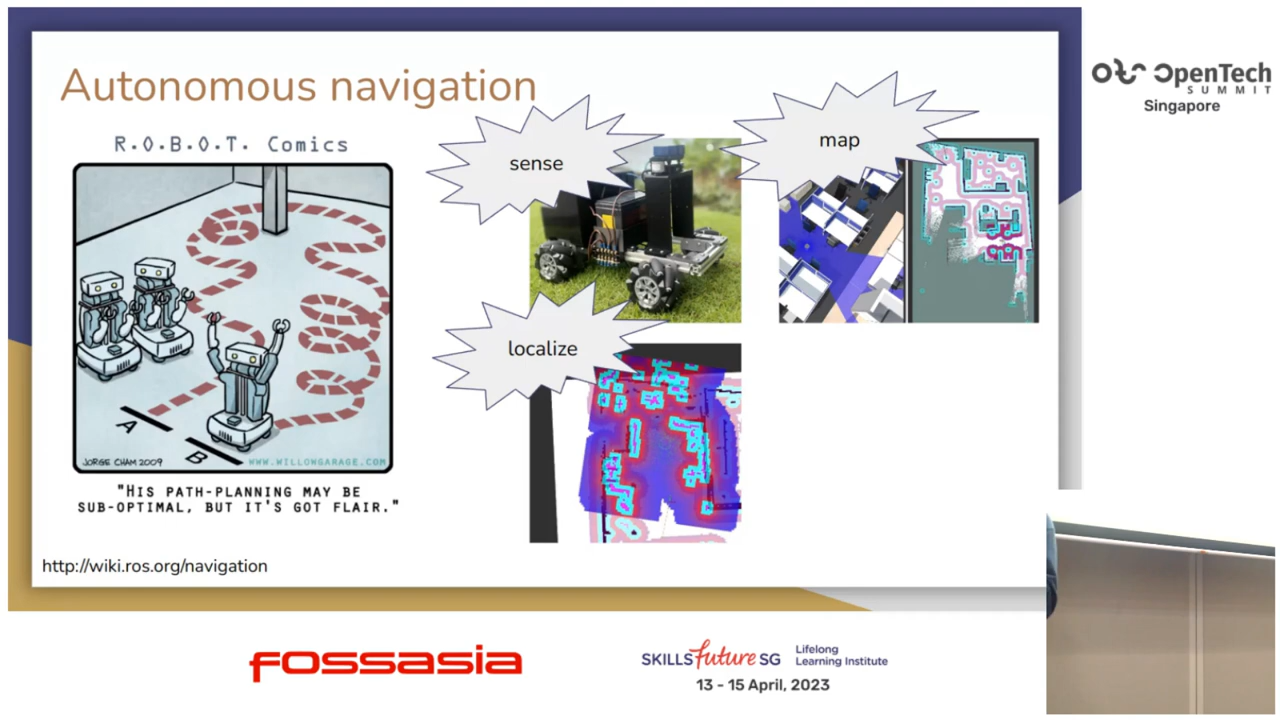 Autonomous navigation
R.O.B.O.T. Comics
A
B
JORGE CHAM 2009
WWW.WILLOWGARAGE.COM
"HIS PATH-PLANNING MAY BE
SUB-OPTIMAL, BUT IT'S GOT FLAIR."
http://wiki.ros.org/navigation
sense
map
localize
OpenTech
SUMMIT
Singapore
FOSSASIA
SKILLSfuture SG
Lifelong
Learning Institute
13 - 15 April, 2023